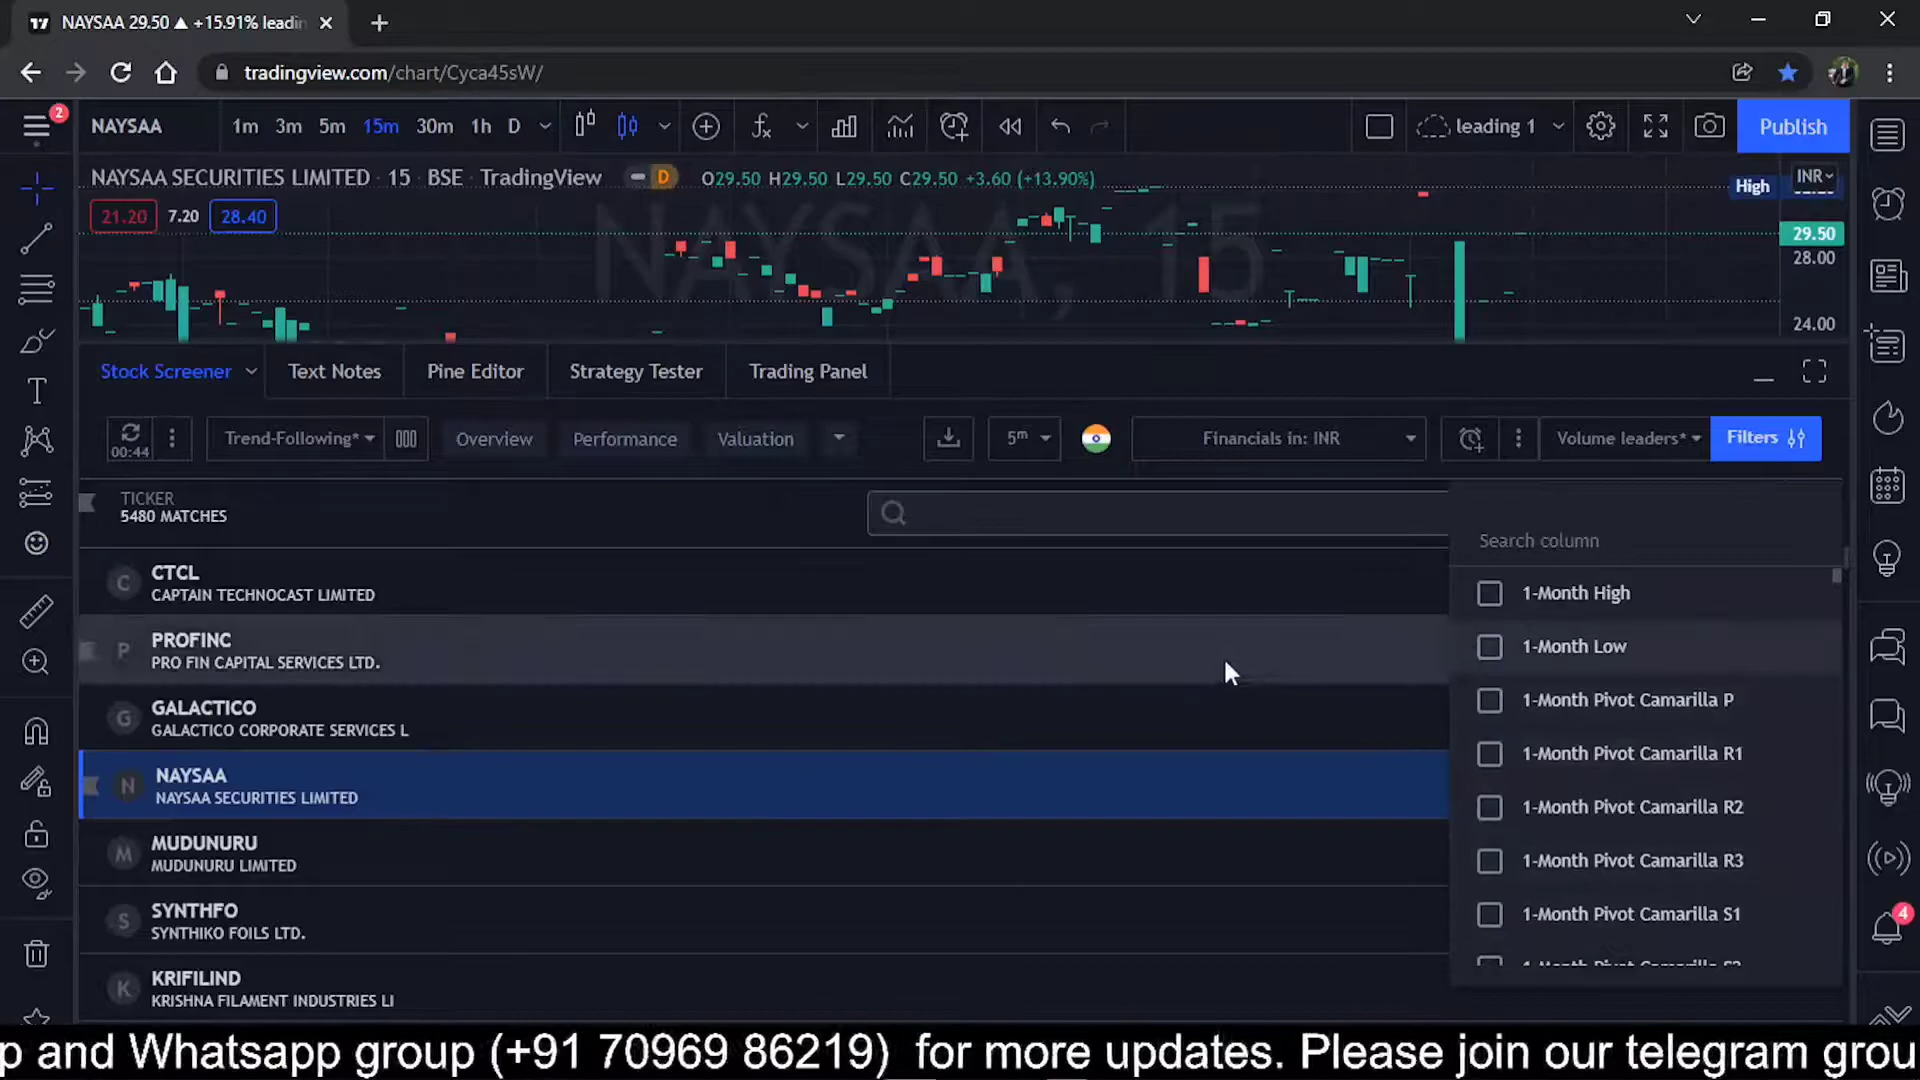 NAYSAA 29.50 ▲ +15.91% leadin
tradingview.com/chart/Cyca45sW/
2
NAYSAA 1m 3m 5m 15m 30m 1h D
leading 1
Publish
NAYSAA SECURITIES LIMITED 15 BSE TradingView D O29.50 H29.50 L29.50 C29.50 +3.60 (+13.90%)
High
INR
21.20 7.20 28.40
NAYSAA, 15
29.50
28.00
24.00
Stock Screener Text Notes Pine Editor Strategy Tester Trading Panel
00:44
Trend-Following* Overview Performance Valuation
5m
Financials in: INR
Volume leaders*
Filters
TICKER
5480 MATCHES
Search column
CTCL
CAPTAIN TECHNOCAST LIMITED
PROFINC
PRO FIN CAPITAL SERVICES LTD.
GALACTICO
GALACTICO CORPORATE SERVICES L
NAYSAA
NAYSAA SECURITIES LIMITED
MUDUNURU
MUDUNURU LIMITED
SYNTHFO
SYNTHIKO FOILS LTD.
KRIFILIND
KRISHNA FILAMENT INDUSTRIES LI
1-Month High
1-Month Low
1-Month Pivot Camarilla P
1-Month Pivot Camarilla R1
1-Month Pivot Camarilla R2
1-Month Pivot Camarilla R3
1-Month Pivot Camarilla S1
4
p and Whatsapp group (+91 70969 86219) for more updates. Please join our telegram grou